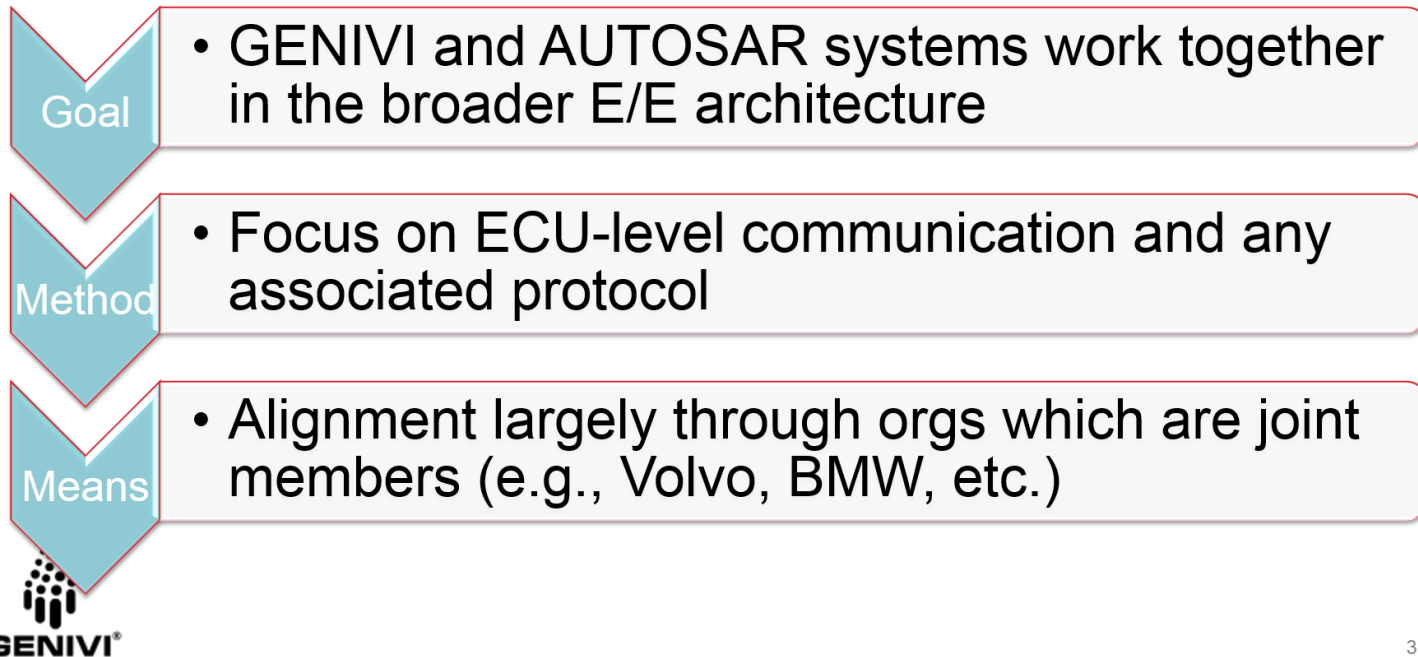 Goal
• GENIVI and AUTOSAR systems work together
in the broader E/E architecture
Method
• Focus on ECU-level communication and any
associated protocol
Means
• Alignment largely through orgs which are joint
members (e.g., Volvo, BMW, etc.)
GENIVI®
3